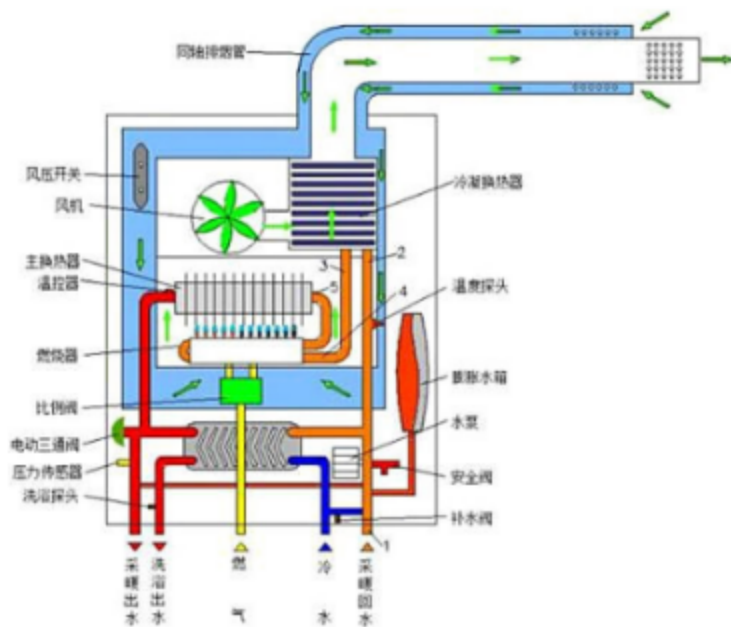 同轴排烟管
风压开关
风机
冷凝换热器
2
3
主换热器
温控器
5
4
温度探头
燃烧器
膨胀水箱
比例阀
水泵
电动三通阀
压力传感器
安全阀
洗浴探头
补水阀
1
采暖出水
洗浴出水
燃气
冷水
采暖回水